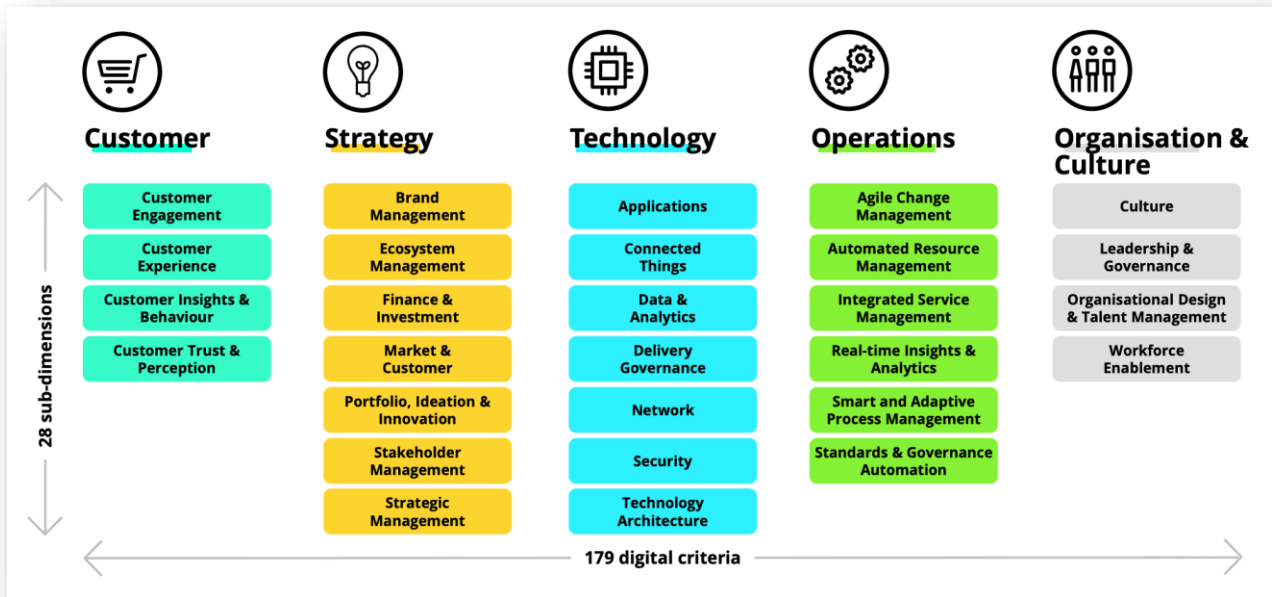 Customer
Customer
Engagement
Customer
Experience
Customer Insights &
Behaviour
Customer Trust &
Perception
Strategy
Brand
Management
Ecosystem
Management
Finance &
Investment
Market &
Customer
Portfolio, Ideation &
Innovation
Stakeholder
Management
Strategic
Management
Technology
Applications
Connected
Things
Data &
Analytics
Delivery
Governance
Network
Security
Technology
Architecture
Operations
Agile Change
Management
Automated Resource
Management
Integrated Service
Management
Real-time Insights &
Analytics
Smart and Adaptive
Process Management
Standards & Governance
Automation
Organisation &
Culture
Culture
Leadership &
Governance
Organisational Design
& Talent Management
Workforce
Enablement
28 sub-dimensions
179 digital criteria